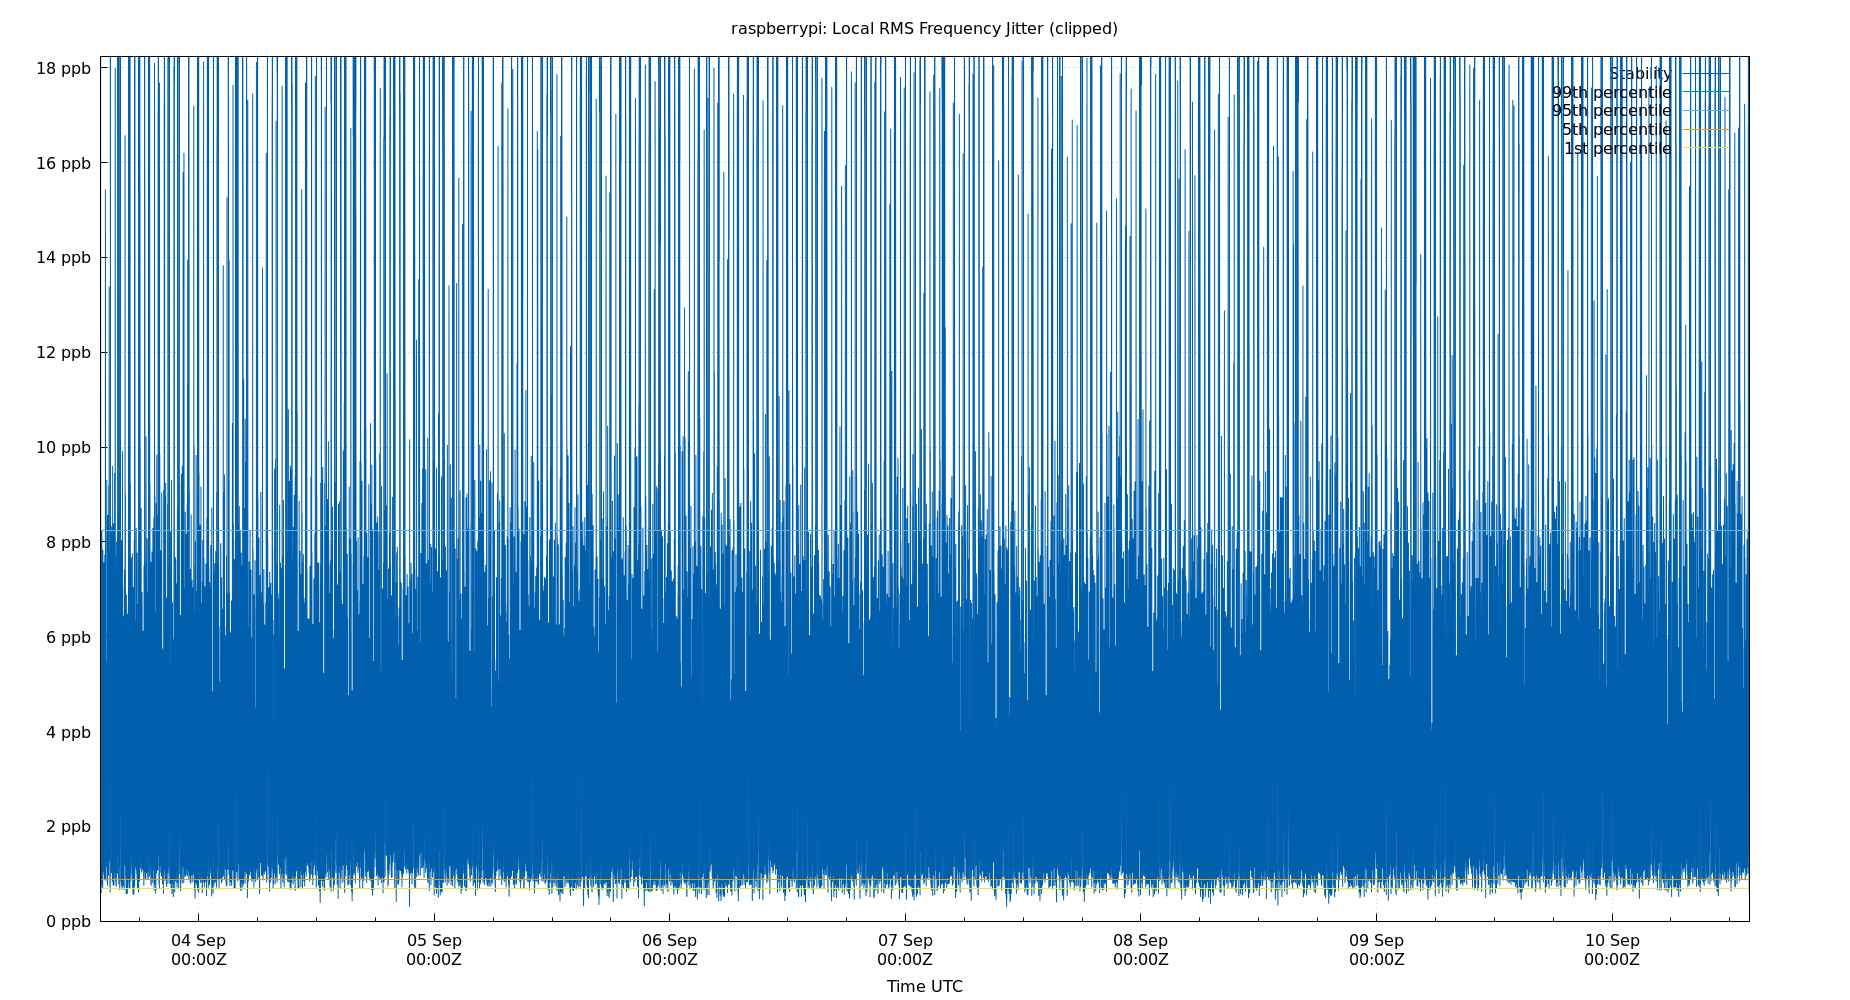 raspberrypi: Local RMS Frequency Jitter (clipped)
18 ppb
16 ppb
14 ppb
12 ppb
10 ppb
8 ppb
6 ppb
4 ppb
2 ppb
0 ppb
Stability
99th percentile
95th percentile
5th percentile
1st percentile
04 Sep
00:00Z
05 Sep
00:00Z
06 Sep
00:00Z
07 Sep
00:00Z
08 Sep
00:00Z
09 Sep
00:00Z
10 Sep
00:00Z
Time UTC